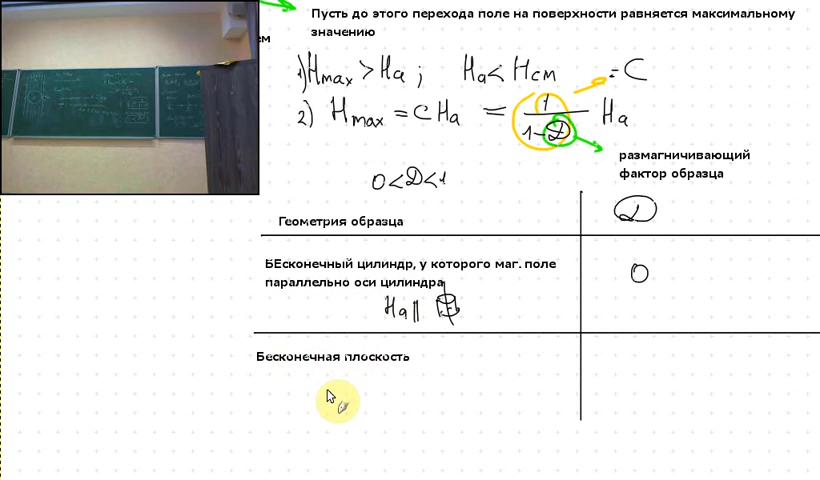 Пусть до этого перехода поле на поверхности равняется максимальному
значению
ем
1) Hmax > Ha ; Ha < Hcm = C
2) Hmax = C Ha = 1/(1-D) Ha
размагничивающий
фактор образца
0<D<1
Геометрия образца D
БЕсконечный цилиндр, у которого маг. поле
параллельно оси цилиндра 0
Ha ||
Бесконечная плоскость